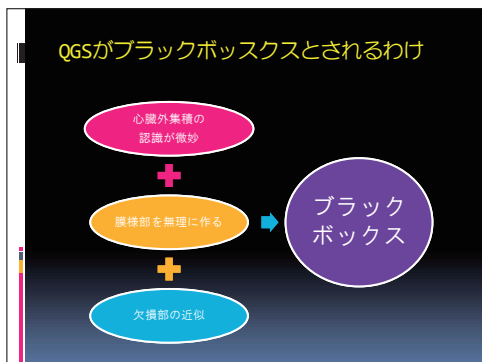 QGSがブラックボッスクスとされるわけ
心臓外集積の
認識が微妙
膜様部を無理に作る
欠損部の近似
ブラック
ボックス